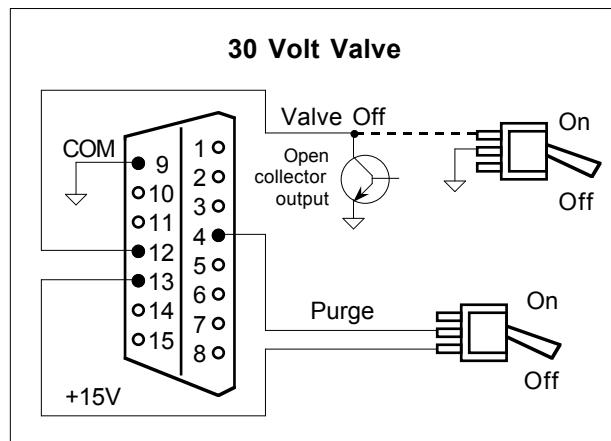 30 Volt Valve
Valve Off
On
COM
9
10
11
12
13
14
15
1
2
3
4
5
6
7
8
Open
collector
output
Off
Purge
On
Off
+15V